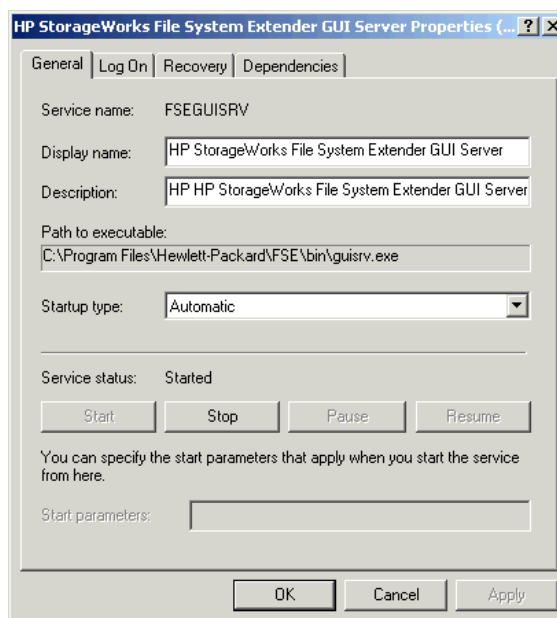 HP StorageWorks File System Extender GUI Server Properties (...
General Log On Recovery Dependencies
Service name: FSEGUISRV
Display name: HP StorageWorks File System Extender GUI Server
Description: HP HP StorageWorks File System Extender GUI Server
Path to executable:
C:\Program Files\Hewlett-Packard\FSE\bin\guisrv.exe
Startup type: Automatic
Service status: Started
Start Stop Pause Resume
You can specify the start parameters that apply when you start the service
from here.
Start parameters:
OK Cancel Apply